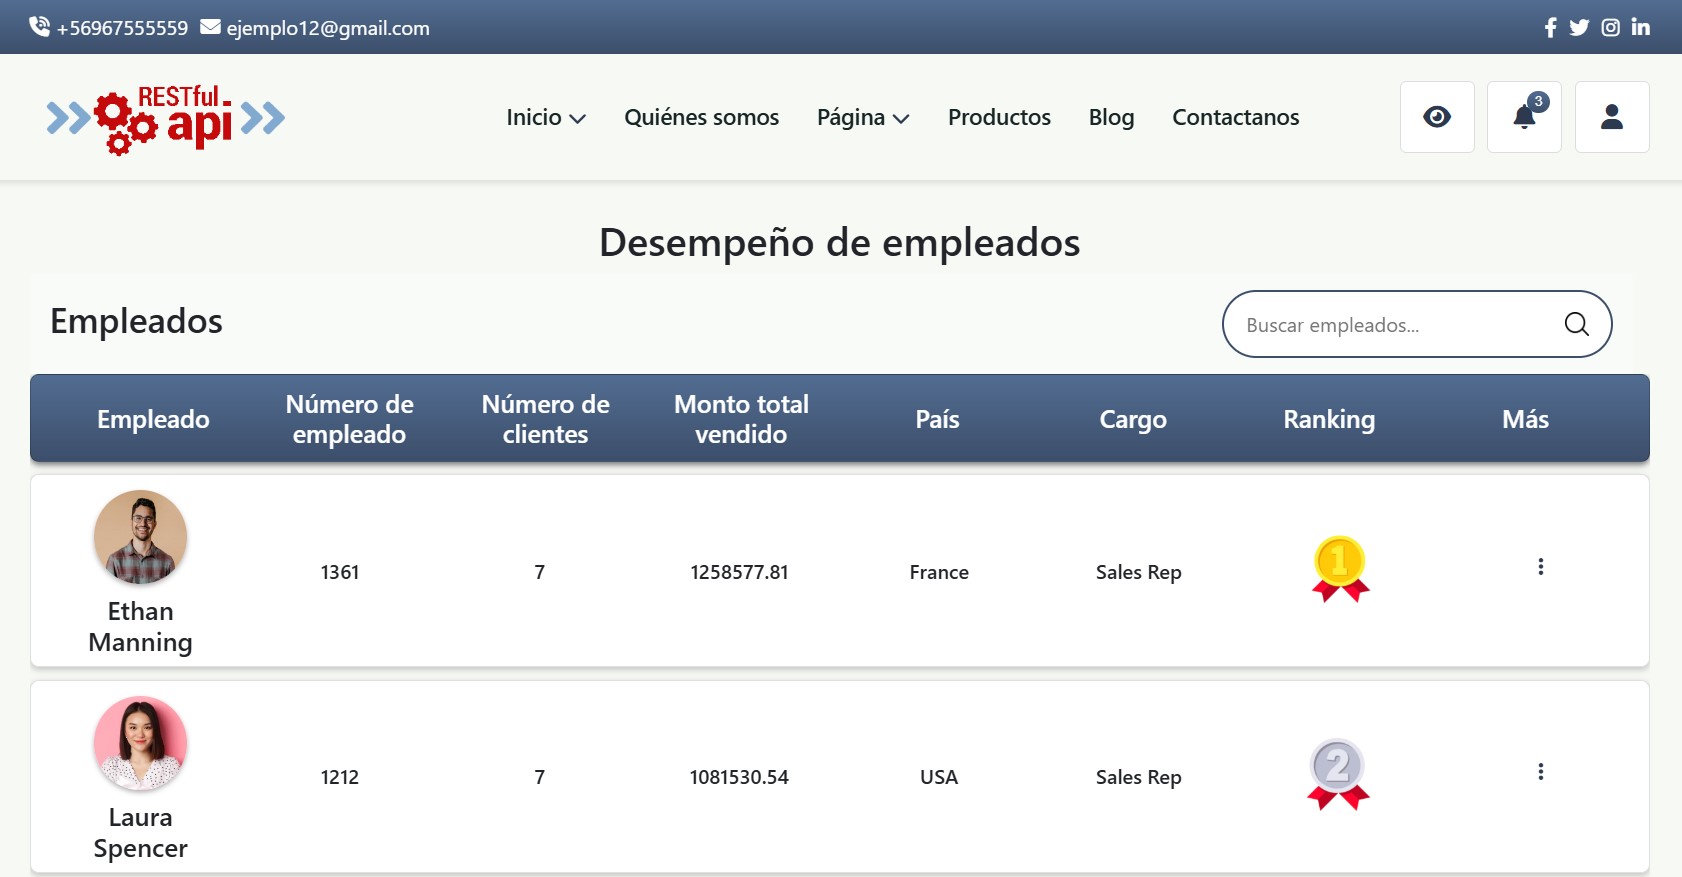 +56967555559 ejemplo12@gmail.com
RESTful
api
Inicio Quiénes somos Página Productos Blog Contactanos
3
Desempeño de empleados
Empleados
Buscar empleados...
Empleado Número de empleado Número de clientes Monto total vendido País Cargo Ranking Más
1361 7 1258577.81 France Sales Rep 1
Ethan
Manning
1212 7 1081530.54 USA Sales Rep 2
Laura
Spencer